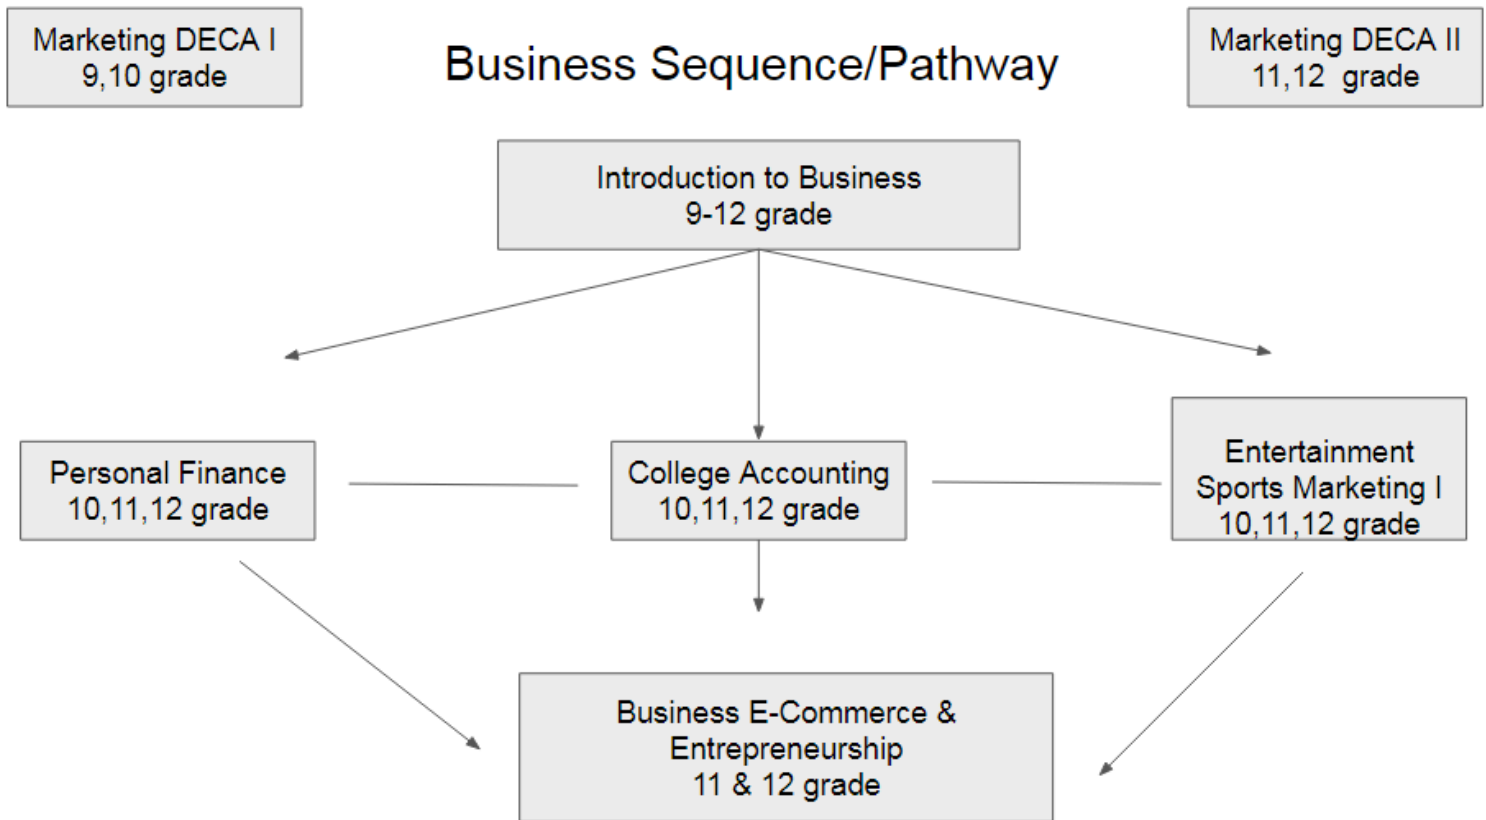 Marketing DECA I
9,10 grade
Business Sequence/Pathway
Marketing DECA II
11,12  grade
Introduction to Business
9-12 grade
Personal Finance
10,11,12 grade
College Accounting
10,11,12 grade
Entertainment
Sports Marketing I
10,11,12 grade
Business E-Commerce &
Entrepreneurship
11 & 12 grade